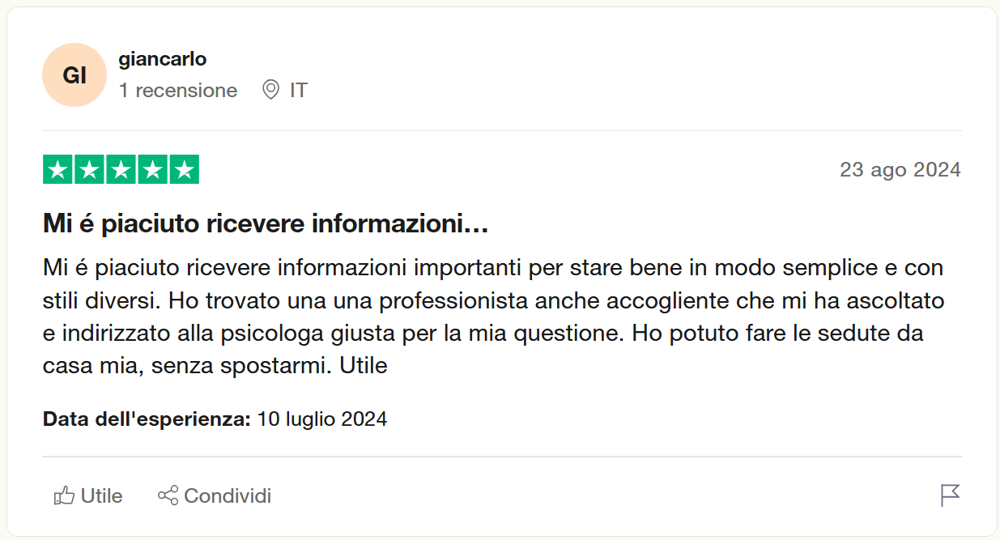 GI
giancarlo
1 recensione IT
23 ago 2024
Mi é piaciuto ricevere informazioni...
Mi é piaciuto ricevere informazioni importanti per stare bene in modo semplice e con
stili diversi. Ho trovato una una professionista anche accogliente che mi ha ascoltato
e indirizzato alla psicologa giusta per la mia questione. Ho potuto fare le sedute da
casa mia, senza spostarmi. Utile
Data dell'esperienza: 10 luglio 2024
Utile Condividi